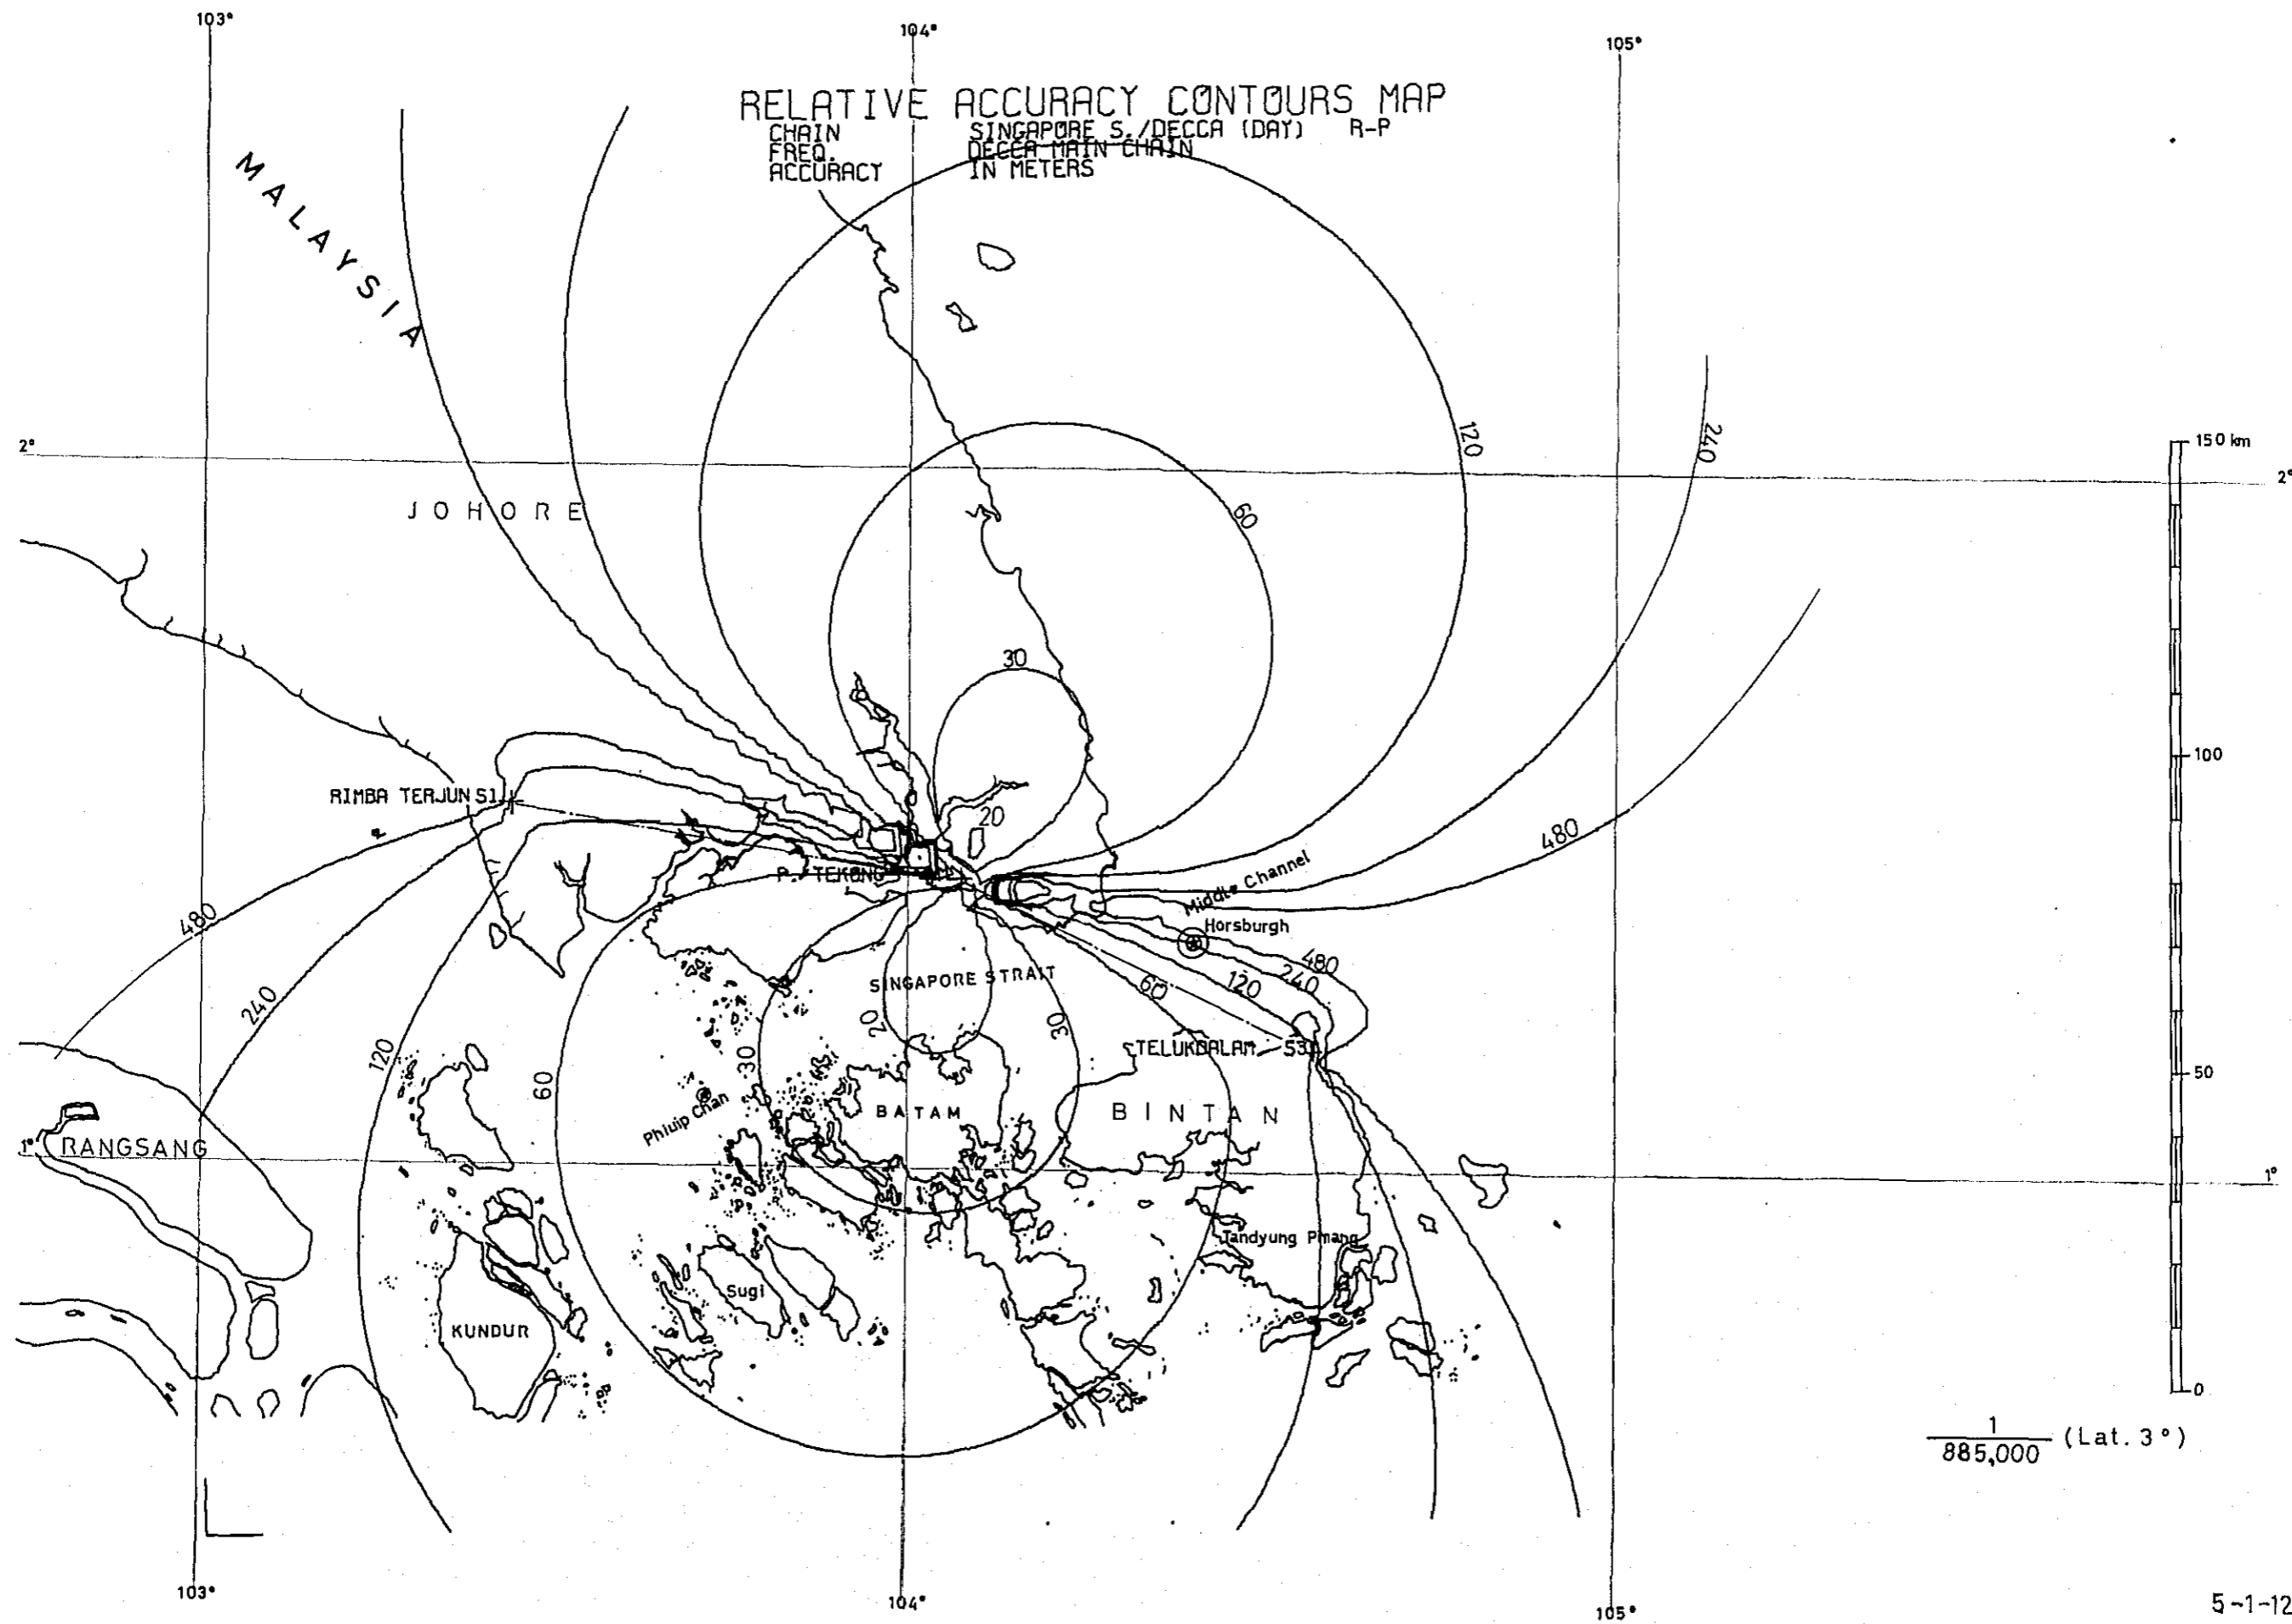 103°
104°
105°
RELATIVE ACCURACY CONTOURS MAP
CHAIN SINGAPORE S./DECCA (DAY) R-P
FREQ. DECCA MAIN CHAIN
ACCURACY IN METERS
MALAYSIA
120
240
150 km
2°
2°
JOHORE
60
30
100
RIMBA TERJUN S1
20
480
P. TEKONG
Middle Channel
Horsburgh
480
480
SINGAPORE STRAIT
240
120
60
240
20
30
30
120
60
TELUKDALAM S3
50
BATAM
BINTAN
Phiuip Chan
1°
RANGSANG
1°
Tandyung Pinang
Sugi
KUNDUR
0
1
885,000
(Lat. 3°)
103°
104°
105°
5-1-12